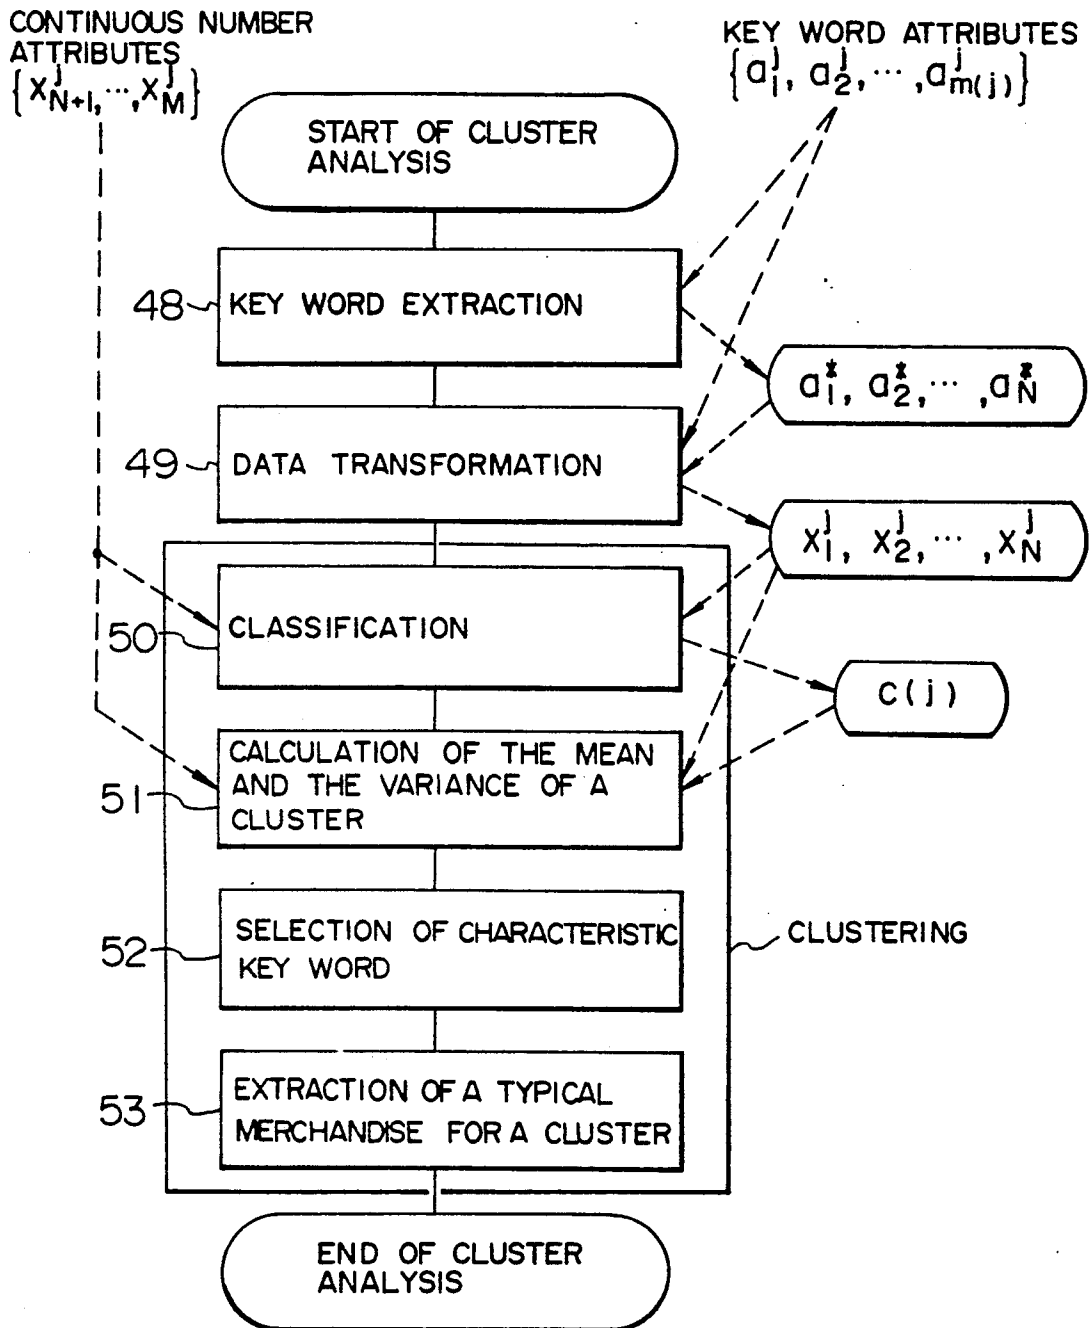 CONTINUOUS NUMBER
ATTRIBUTES
{x^j_{N+1}, ..., x^j_M}
KEY WORD ATTRIBUTES
{a^j_1, a^j_2, ..., a^j_{m(j)}}
START OF CLUSTER
ANALYSIS
48
KEY WORD EXTRACTION
a^*_1, a^*_2, ..., a^*_N
49
DATA TRANSFORMATION
x^j_1, x^j_2, ..., x^j_N
50
CLASSIFICATION
C(j)
51
CALCULATION OF THE MEAN
AND THE VARIANCE OF A
CLUSTER
52
SELECTION OF CHARACTERISTIC
KEY WORD
CLUSTERING
53
EXTRACTION OF A TYPICAL
MERCHANDISE FOR A CLUSTER
END OF CLUSTER
ANALYSIS